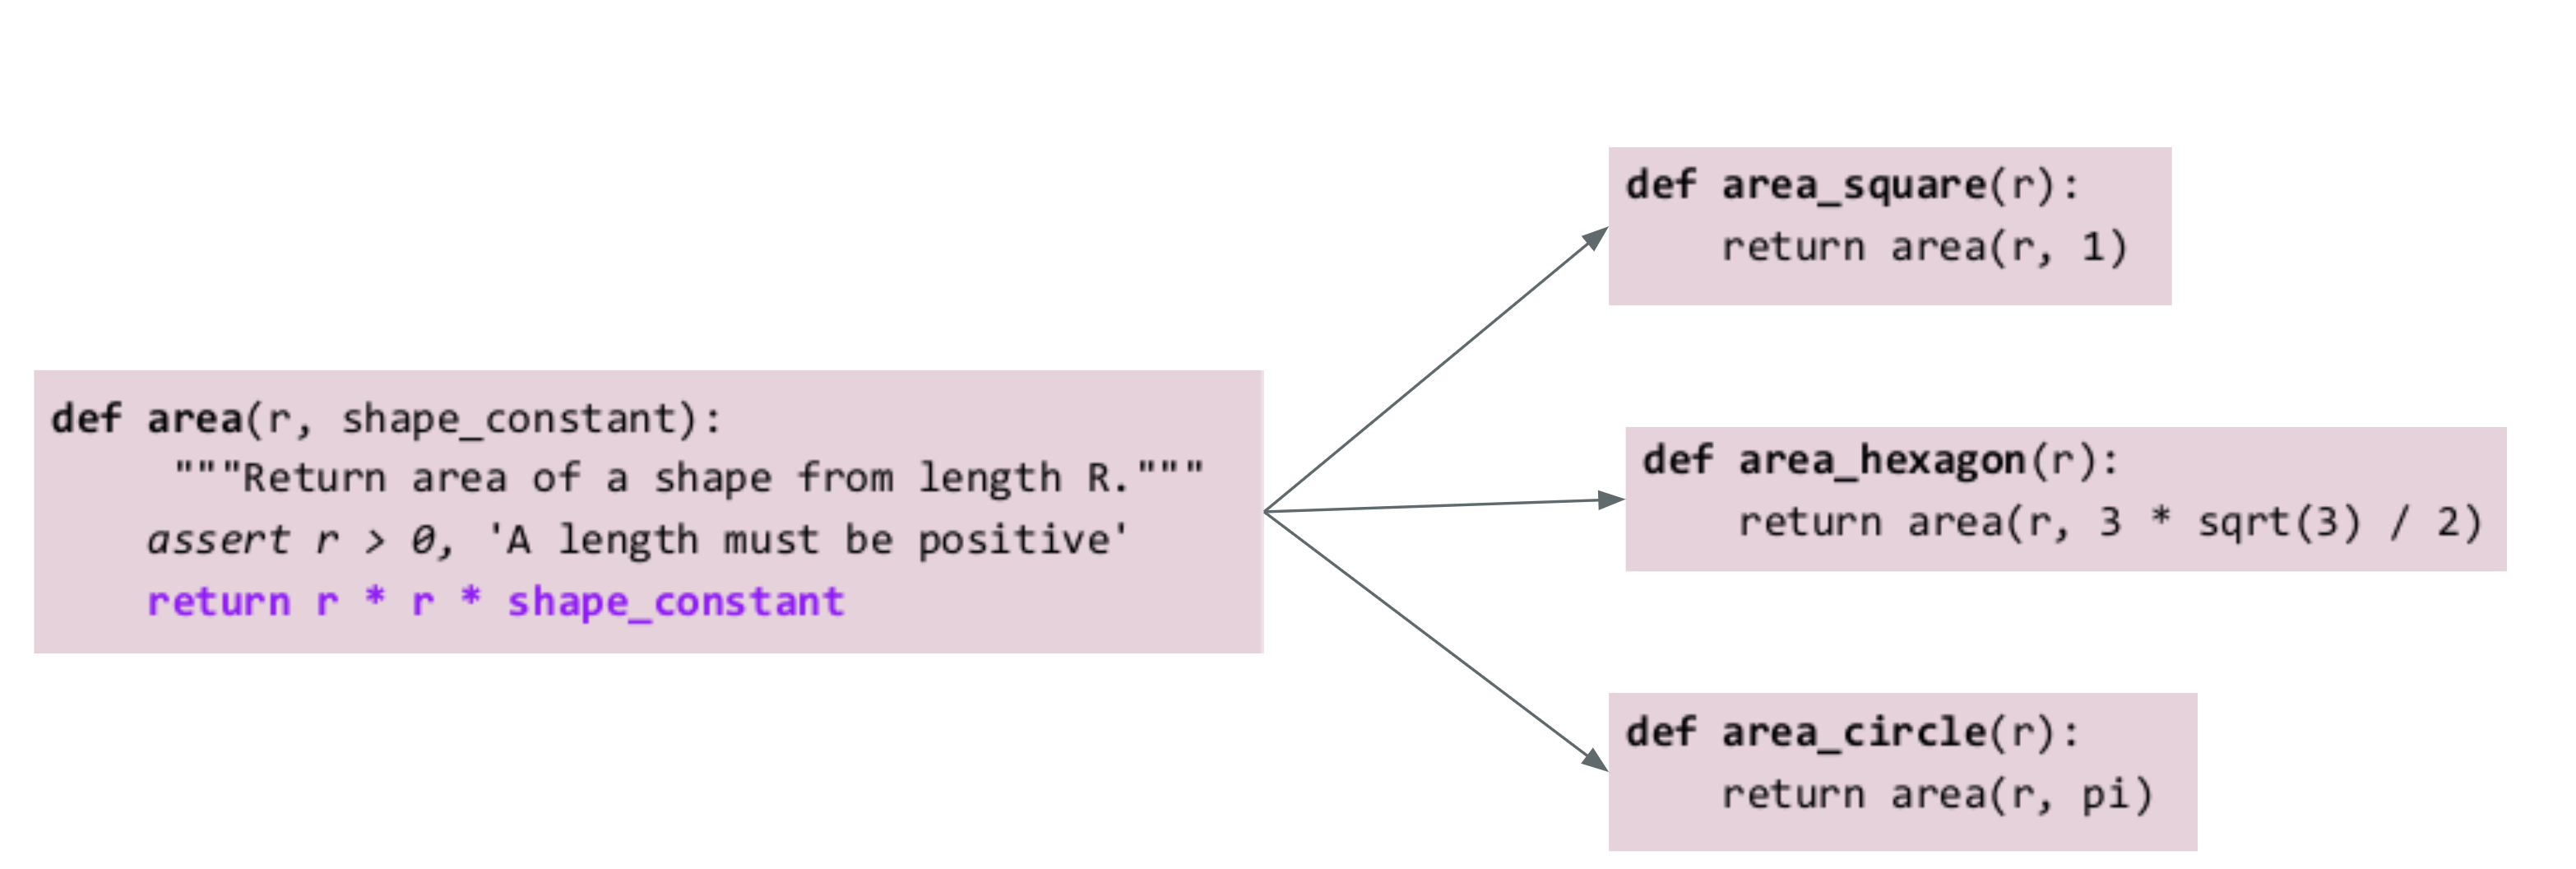 def area(r, shape_constant):
"""Return area of a shape from length R."""
assert r > 0, 'A length must be positive'
return r * r * shape_constant
def area_square(r):
return area(r, 1)
def area_hexagon(r):
return area(r, 3 * sqrt(3) / 2)
def area_circle(r):
return area(r, pi)